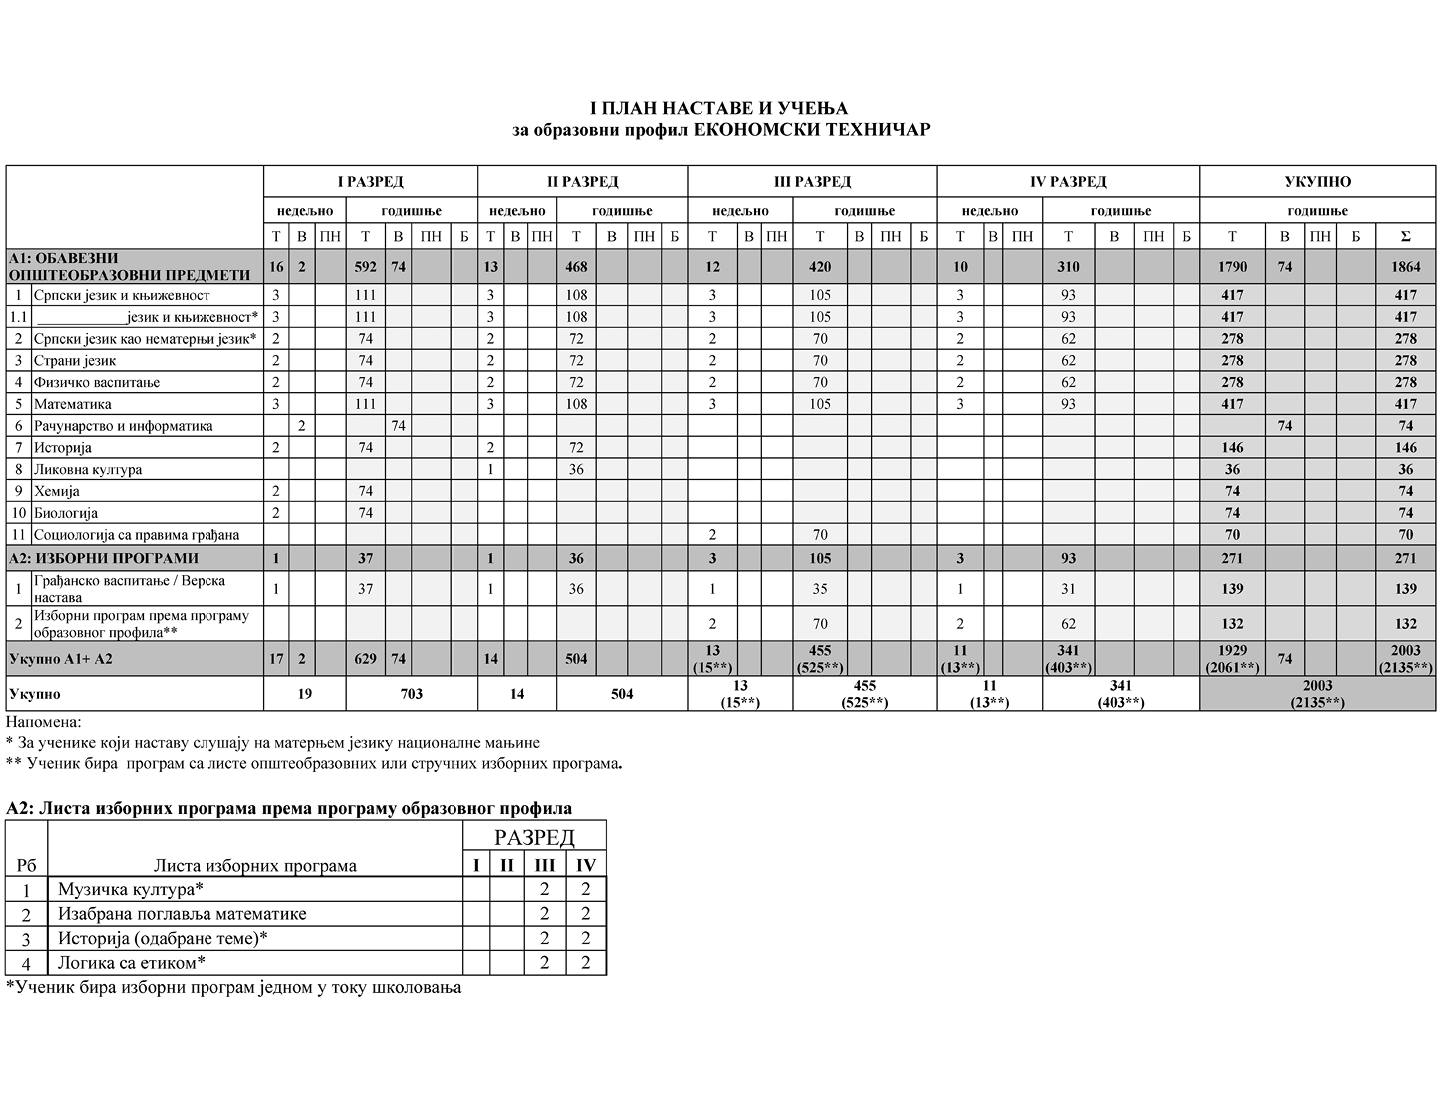 I ПЛАН НАСТАВЕ И УЧЕЊА
за образовни профил ЕКОНОМСКИ ТЕХНИЧАР
I РАЗРЕД II РАЗРЕД III РАЗРЕД IV РАЗРЕД УКУПНО
недељно годишње недељно годишње недељно годишње недељно годишње годишње
Т В ПН Т В ПН Б Т В ПН Т В ПН Б Т В ПН Т В ПН Б Т В ПН Т В ПН Б Т В ПН Б Σ
А1: ОБАВЕЗНИ
ОПШТЕОБРАЗОВНИ ПРЕДМЕТИ 16 2 592 74 13 468 12 420 10 310 1790 74 1864
1 Српски језик и књижевност 3 111 3 108 3 105 3 93 417 417
1.1 _____________језик и књижевност* 3 111 3 108 3 105 3 93 417 417
2 Српски језик као нематерњи језик* 2 74 2 72 2 70 2 62 278 278
3 Страни језик 2 74 2 72 2 70 2 62 278 278
4 Физичко васпитање 2 74 2 72 2 70 2 62 278 278
5 Математика 3 111 3 108 3 105 3 93 417 417
6 Рачунарство и информатика 2 74 74 74
7 Историја 2 74 2 72 146 146
8 Ликовна култура 1 36 36 36
9 Хемија 2 74 74 74
10 Биологија 2 74 74 74
11 Социологија са правима грађана 2 70 70 70
А2: ИЗБОРНИ ПРОГРАМИ 1 37 1 36 3 105 3 93 271 271
1 Грађанско васпитање / Верска
настава 1 37 1 36 1 35 1 31 139 139
2 Изборни програм према програму
образовног профила** 2 70 2 62 132 132
Укупно А1+ А2 17 2 629 74 14 504 13 455 11 341 1929 74 2003
(15**) (525**) (13**) (403**) (2061**) (2135**)
Укупно 19 703 14 504 13 455 11 341 2003
(15**) (525**) (13**) (403**) (2135**)
Напомена:
* За ученике који наставу слушају на матерњем језику националне мањине
** Ученик бира програм са листе општеобразовних или стручних изборних програма.
А2: Листа изборних програма према програму образовног профила
РАЗРЕД
Рб Листа изборних програма I II III IV
1 Музичка култура* 2 2
2 Изабрана поглавља математике 2 2
3 Историја (одабране теме)* 2 2
4 Логика са етиком* 2 2
*Ученик бира изборни програм једном у току школовања